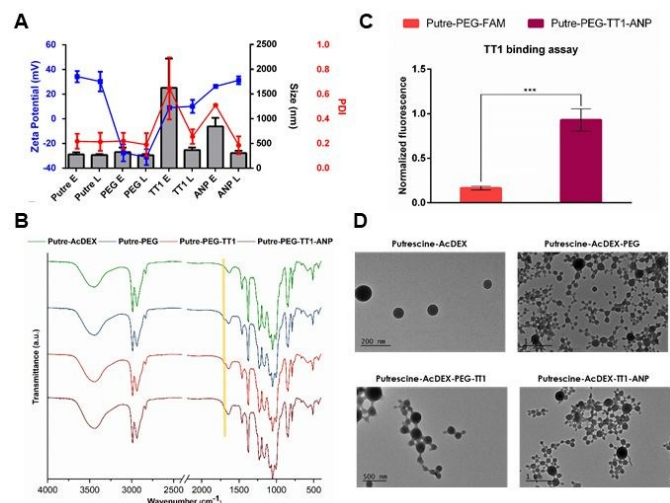 A
Zeta Potential (mV)
60
40
20
0
-20
-40
2500
2000
1500
1000
500
0
Size (nm)
1.0
0.8
0.6
0.4
0.2
0.0
PDI
Putre E
Putre L
PEG E
PEG L
TT1 E
TT1 L
ANP E
ANP L
C
Putre-PEG-FAM
Putre-PEG-TT1-ANP
TT1 binding assay
Normalized fluorescence
1.5
1.0
0.5
0.0
***
B
Putre-AcDEX
Putre-PEG
Putre-PEG-TT1
Putre-PEG-TT1-ANP
Transmittance (a.u.)
4000
3500
3000
2500
2000
1500
1000
500
Wavenumber (cm-1)
D
Putrescine-AcDEX
200 nm
Putrescine-AcDEX-PEG
Putrescine-AcDEX-PEG-TT1
500 nm
Putrescine-AcDEX-TT1-ANP